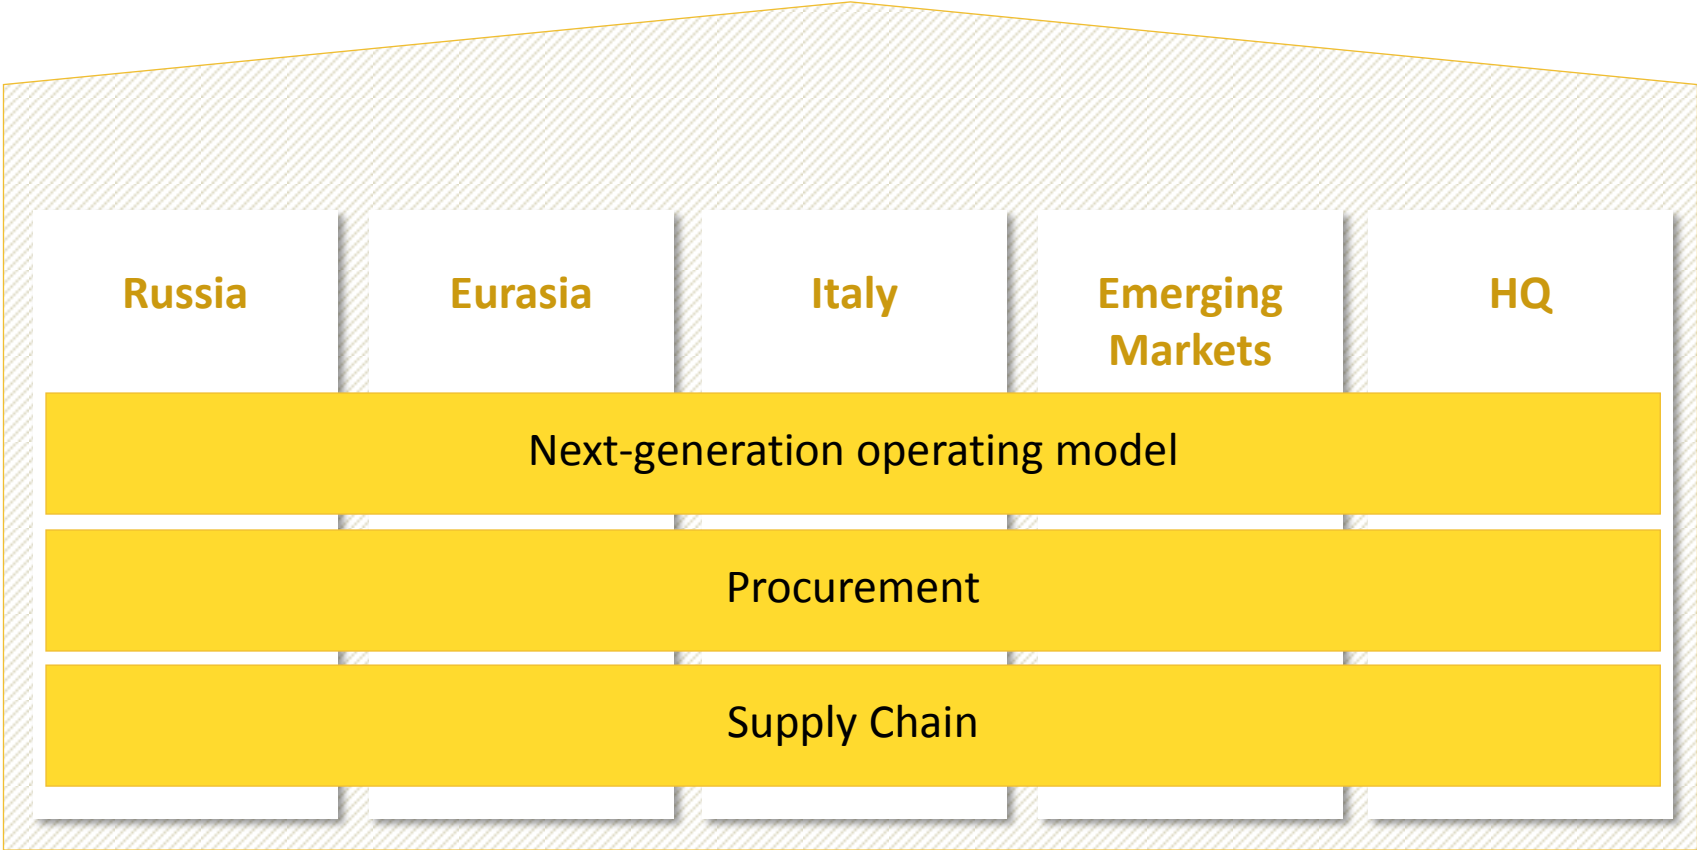 Russia
Eurasia
Italy
Emerging
Markets
HQ
Next-generation operating model
Procurement
Supply Chain